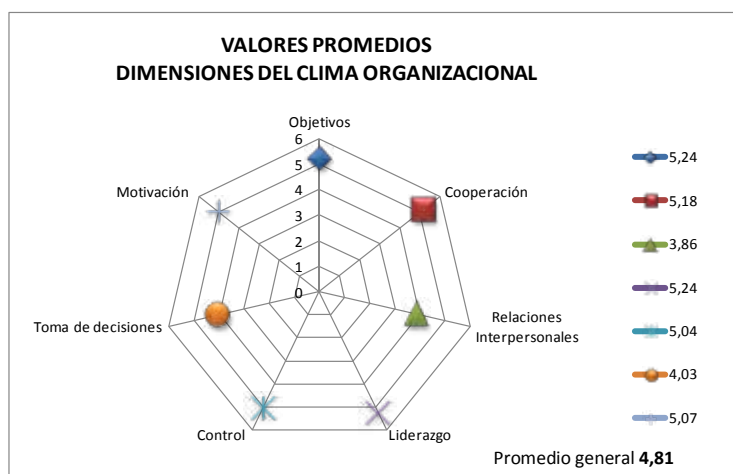 VALORES PROMEDIOS
DIMENSIONES DEL CLIMA ORGANIZACIONAL
Objetivos
6
5
4
3
2
1
0
Motivación
Cooperación
Toma de decisiones
Relaciones
Interpersonales
Control
Liderazgo
5,24
5,18
3,86
5,24
5,04
4,03
5,07
Promedio general 4,81